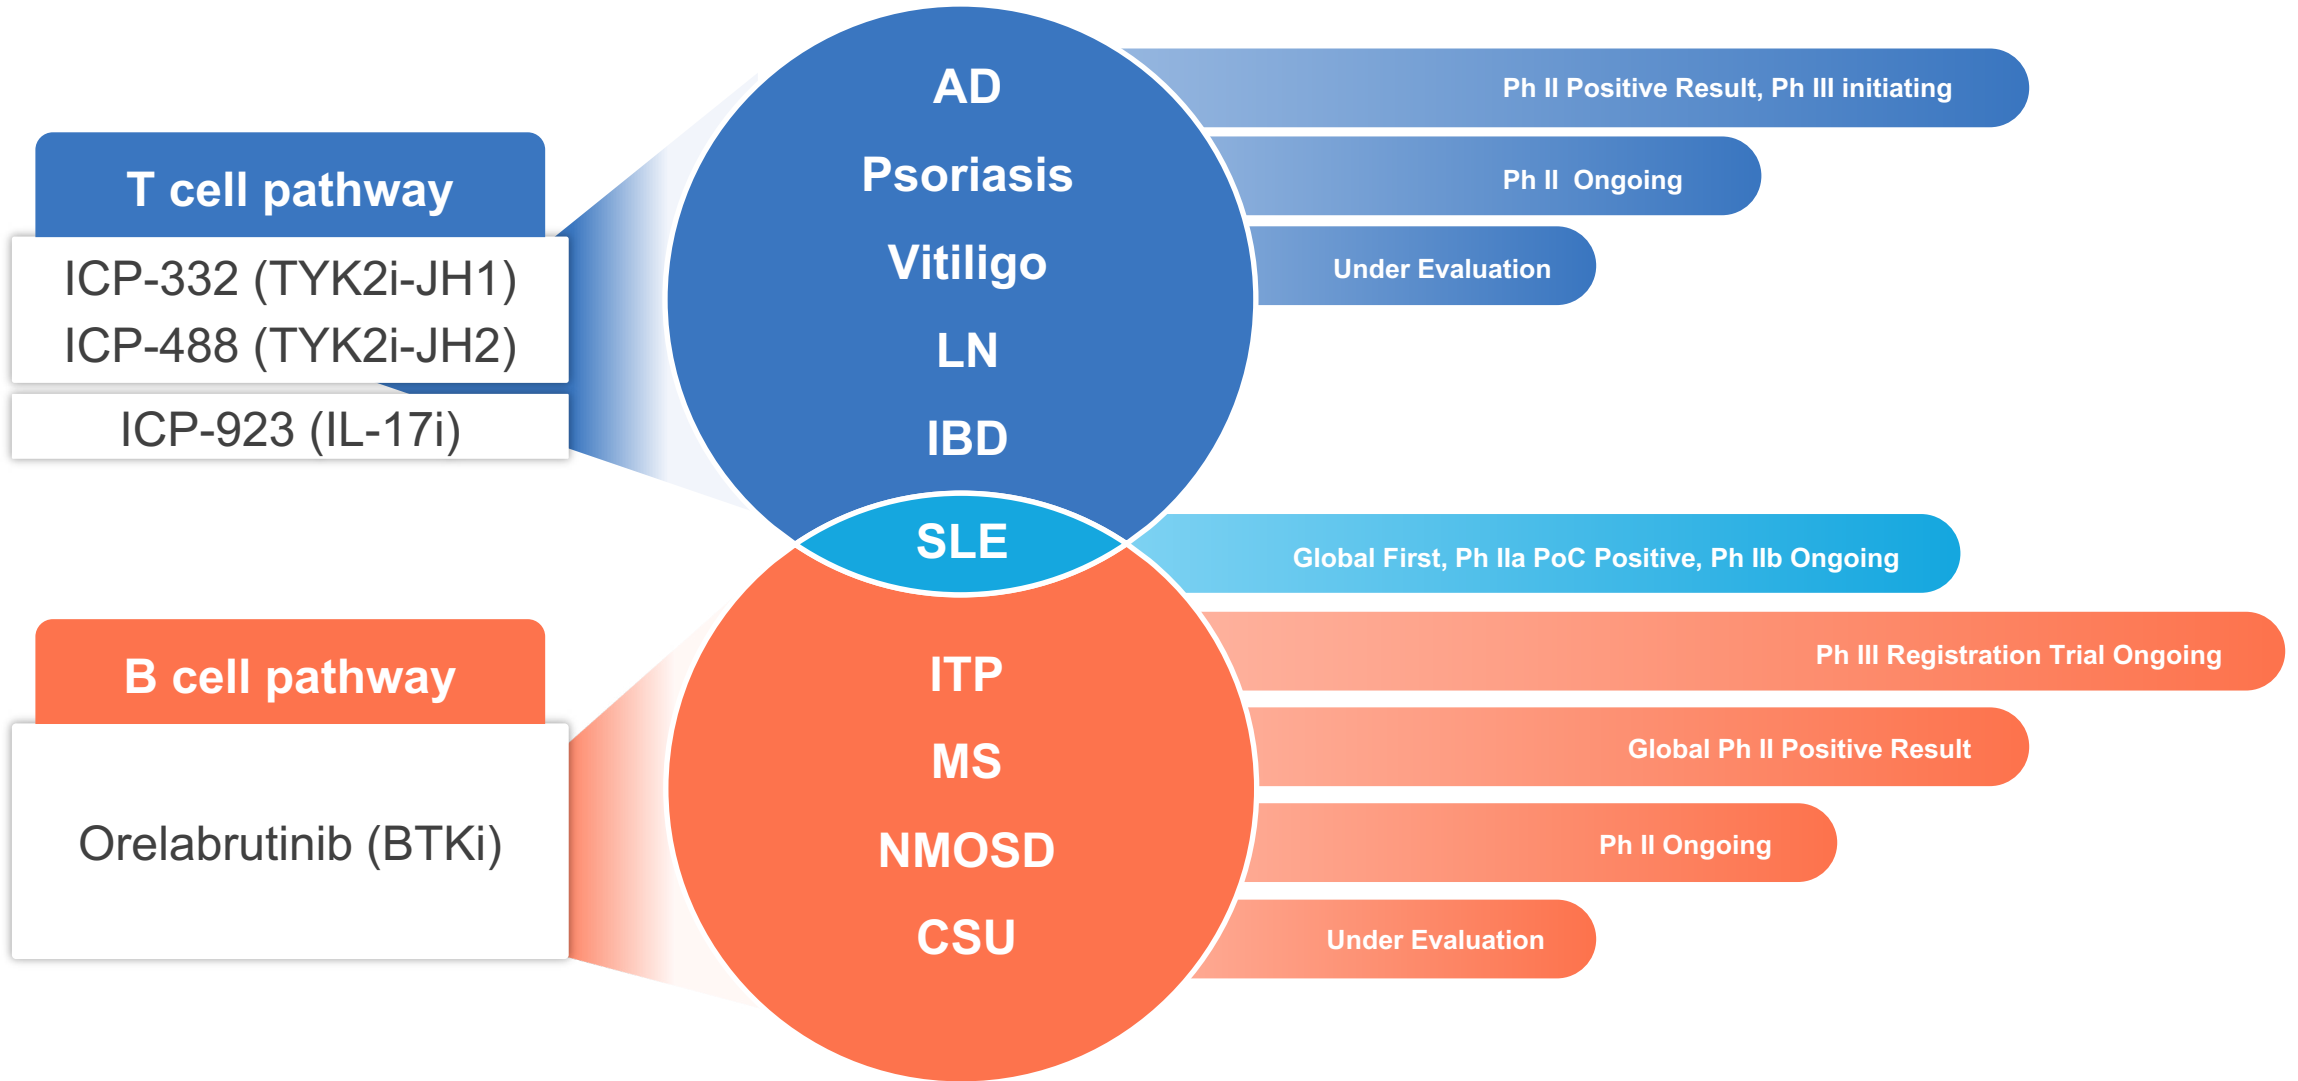 T cell pathway
ICP-332 (TYK2i-JH1)
ICP-488 (TYK2i-JH2)
ICP-923 (IL-17i)
B cell pathway
Orelabrutinib (BTKi)
AD
Psoriasis
Vitiligo
LN
IBD
SLE
ITP
MS
NMOSD
CSU
Ph II Positive Result, Ph III initiating
Ph II Ongoing
Under Evaluation
Global First, Ph IIa PoC Positive, Ph IIb Ongoing
Ph III Registration Trial Ongoing
Global Ph II Positive Result
Ph II Ongoing
Under Evaluation